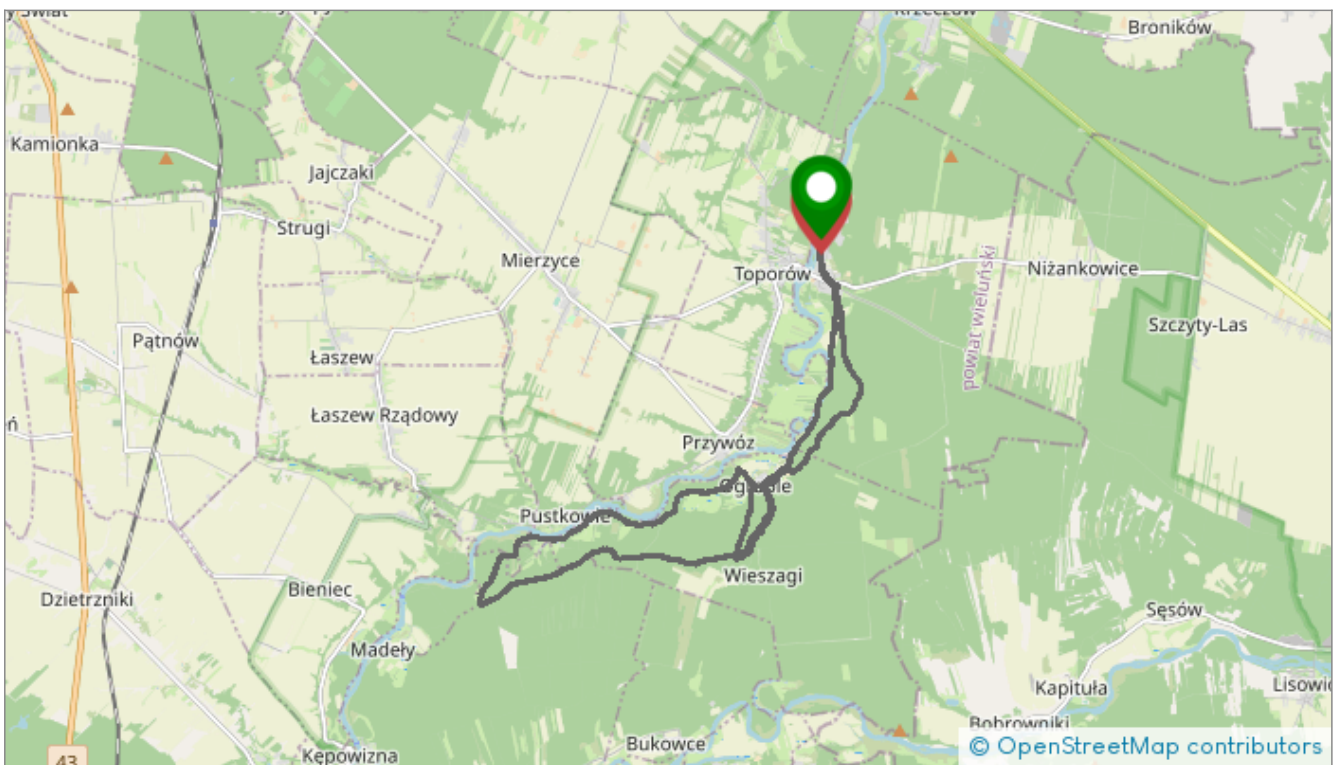 Broników
Kamionka
Jajczaki
Strugi
Mierzyce
Toporów
Niżankowice
powiat wieluński
Szczyty-Las
Pątnów
Łaszew
Łaszew Rządowy
Przywóz
Pustkowie
Wieszagi
Bieniec
Dzietrzniki
Sęsów
Madeły
Kapituła
Bobrowniki
Bukowce
Kępowizna
43
© OpenStreetMap contributors